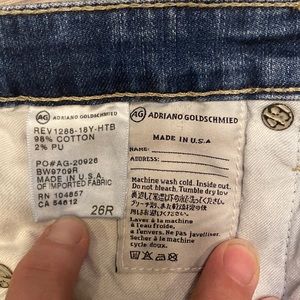 AG ADRIANO GOLDSCHMIED
REV1288-18Y-HTB
98% COTTON
2% PU
PO#AG-20926
BW9709R
MADE IN U.S.A.
OF IMPORTED FABRIC
RN 104857
CA 54612
26R
AG ADRIANO GOLDSCHMIED
MADE IN U.S.A
NAME:
ADDRESS:
Machine wash cold. Inside out.
Do not bleach. Tumble dry low
Laver à la machine
à l'eau froide,
à l'envers. Ne pas javelliser.
Sécher à la machine
cycle doux.